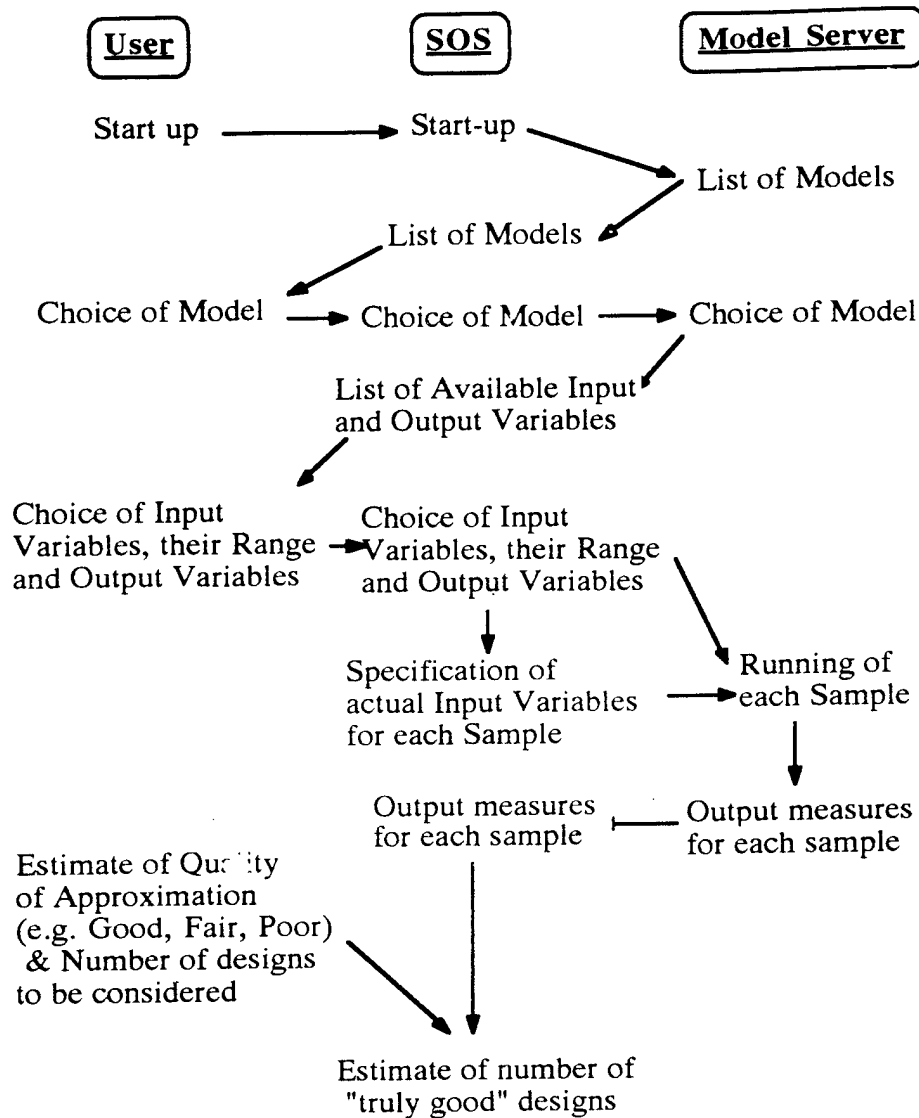 User
SOS
Model Server
Start up
Start-up
List of Models
List of Models
Choice of Model
Choice of Model
Choice of Model
List of Available Input
and Output Variables
Choice of Input
Variables, their Range
and Output Variables
Choice of Input
Variables, their Range
and Output Variables
Specification of
actual Input Variables
for each Sample
Running of
each Sample
Output measures
for each sample
Output measures
for each sample
Estimate of Quality
of Approximation
(e.g. Good, Fair, Poor)
& Number of designs
to be considered
Estimate of number of
"truly good" designs